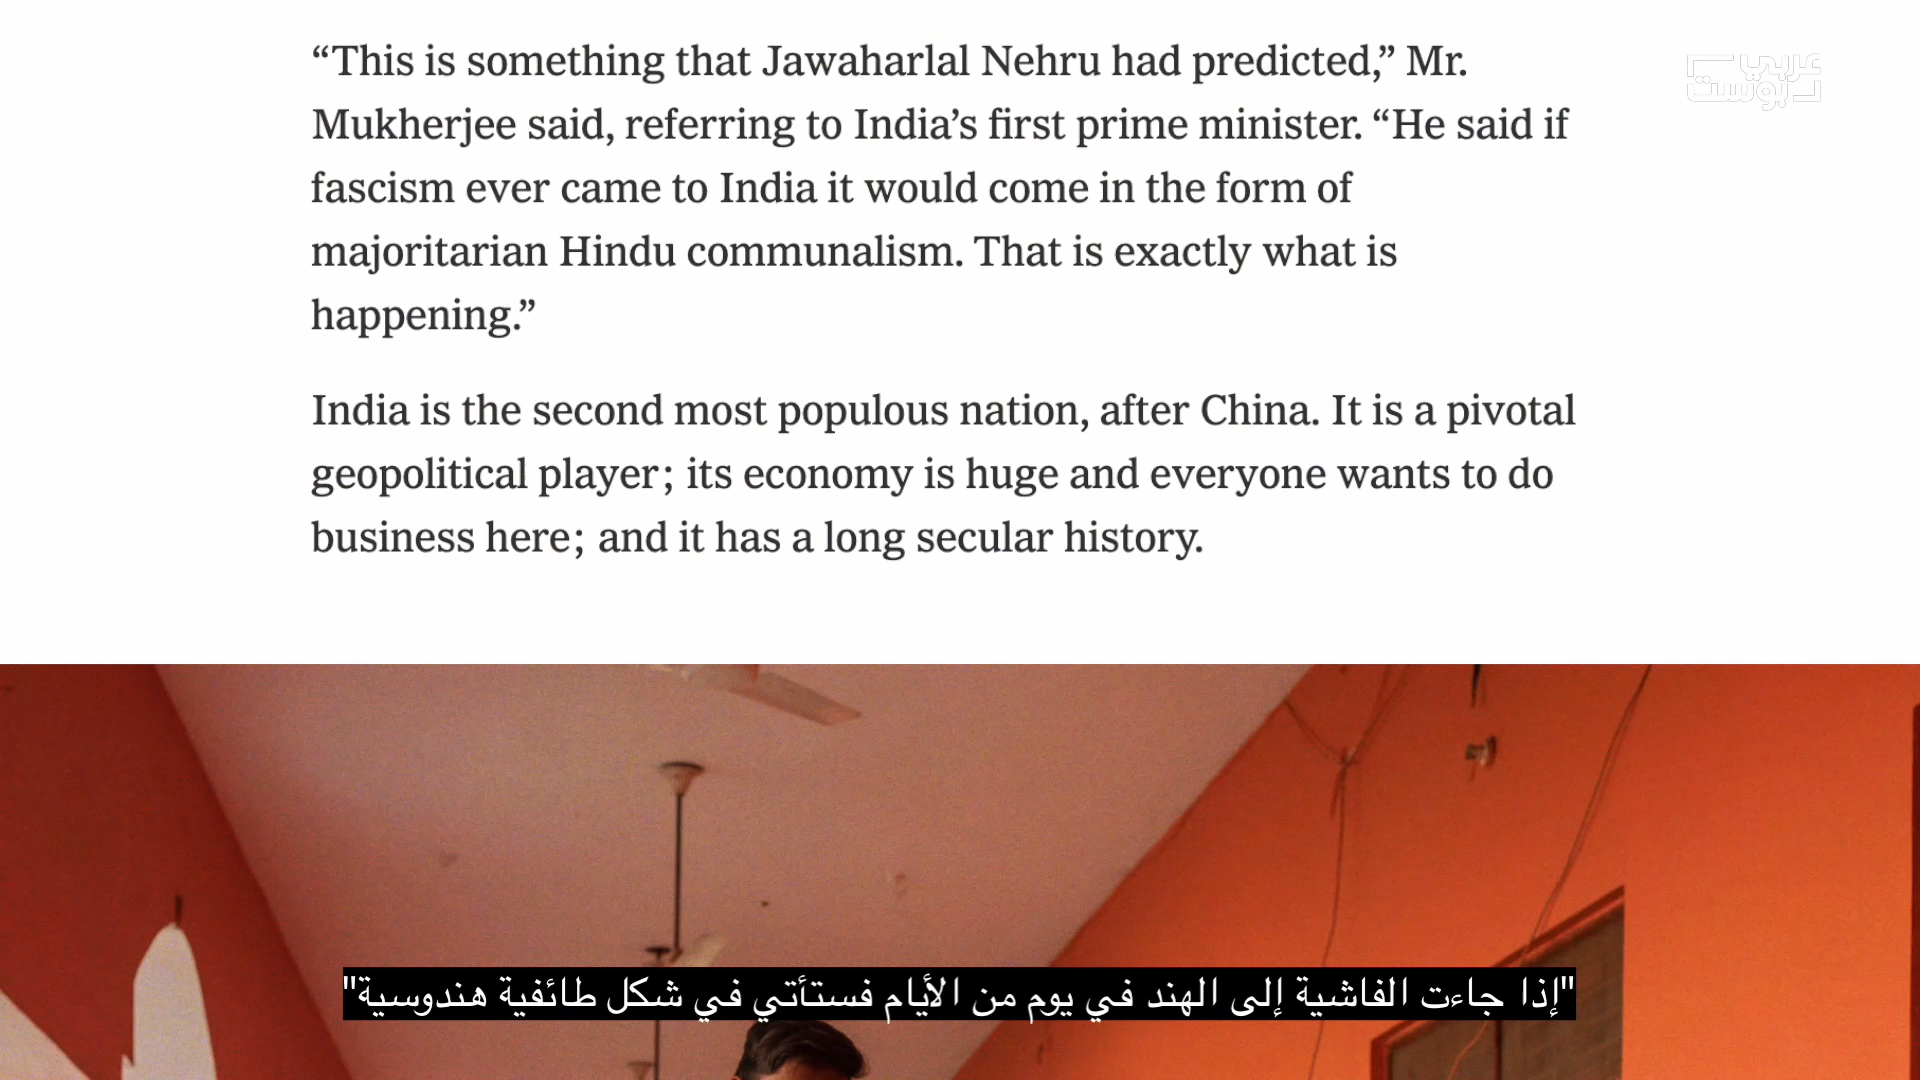 “This is something that Jawaharlal Nehru had predicted,” Mr.
Mukherjee said, referring to India’s first prime minister. “He said if
fascism ever came to India it would come in the form of
majoritarian Hindu communalism. That is exactly what is
happening.”
India is the second most populous nation, after China. It is a pivotal
geopolitical player; its economy is huge and everyone wants to do
business here; and it has a long secular history.
عربي
بوست
"إذا جاءت الفاشية إلى الهند في يوم من الأيام فستأتي في شكل طائفية هندوسية"